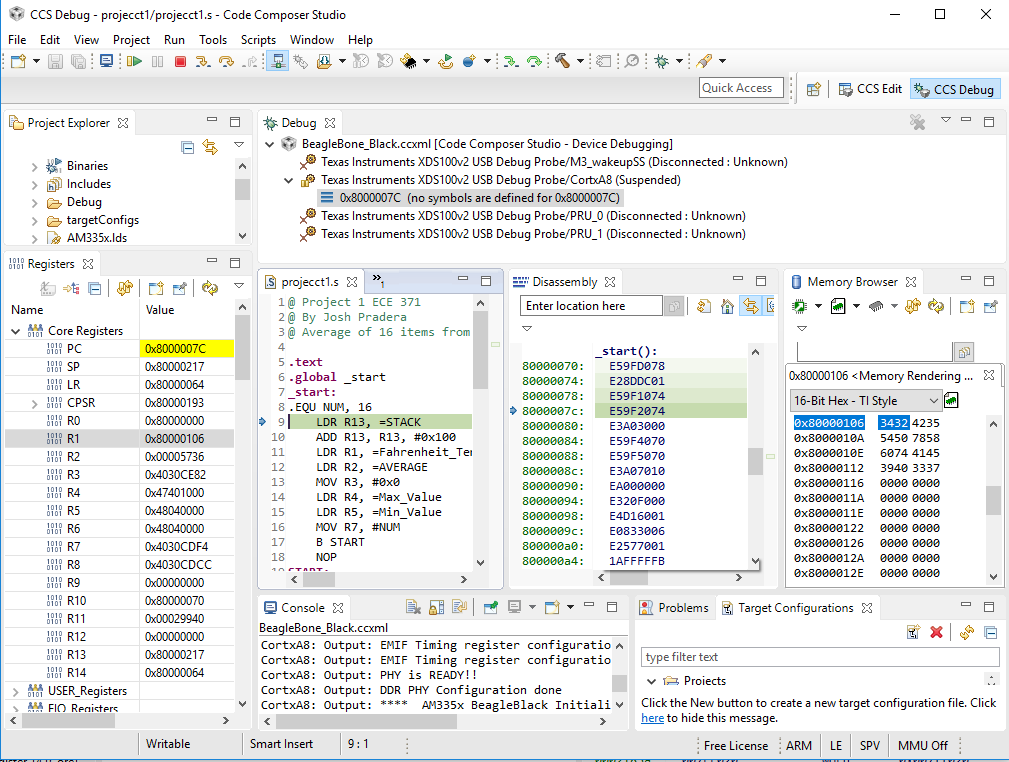 CCS Debug - projecct1/projecct1.s - Code Composer Studio
File Edit View Project Run Tools Scripts Window Help
Quick Access
CCS Edit
CCS Debug
Project Explorer
Binaries
Includes
Debug
targetConfigs
AM335x.lds
Debug
BeagleBone_Black.ccxml [Code Composer Studio - Device Debugging]
Texas Instruments XDS100v2 USB Debug Probe/M3_wakeupSS (Disconnected : Unknown)
Texas Instruments XDS100v2 USB Debug Probe/CortxA8 (Suspended)
0x8000007C (no symbols are defined for 0x8000007C)
Texas Instruments XDS100v2 USB Debug Probe/PRU_0 (Disconnected : Unknown)
Texas Instruments XDS100v2 USB Debug Probe/PRU_1 (Disconnected : Unknown)
Registers
Name Value
Core Registers
PC 0x8000007C
SP 0x80000217
LR 0x80000064
CPSR 0x80000193
R0 0x80000000
R1 0x80000106
R2 0x00005736
R3 0x4030CE82
R4 0x47401000
R5 0x48040000
R6 0x48040000
R7 0x4030CDF4
R8 0x4030CDCC
R9 0x00000000
R10 0x80000070
R11 0x00029940
R12 0x00000000
R13 0x80000217
R14 0x80000064
USER_Registers
FIQ_Registers
projecct1.s
»1
1 @ Project 1 ECE 371
2 @ By Josh Pradera
3 @ Average of 16 items from
4
5 .text
6 .global _start
7 _start:
8 .EQU NUM, 16
9 LDR R13, =STACK
10 ADD R13, R13, #0x100
11 LDR R1, =Fahrenheit_Ter
12 LDR R2, =AVERAGE
13 MOV R3, #0x0
14 LDR R4, =Max_Value
15 LDR R5, =Min_Value
16 MOV R7, #NUM
17 B START
18 NOP
19 START:
Disassembly
Enter location here
_start():
80000070: E59FD078
80000074: E28DDC01
80000078: E59F1074
8000007c: E59F2074
80000080: E3A03000
80000084: E59F4070
80000088: E59F5070
8000008c: E3A07010
80000090: EA000000
80000094: E320F000
80000098: E4D16001
8000009c: E0833006
800000a0: E2577001
800000a4: 1AFFFFFB
Memory Browser
0x80000106 <Memory Rendering ...
16-Bit Hex - TI Style
0x80000106 3432 4235
0x8000010A 5450 7858
0x8000010E 6074 4145
0x80000112 3940 3337
0x80000116 0000 0000
0x8000011A 0000 0000
0x8000011E 0000 0000
0x80000122 0000 0000
0x80000126 0000 0000
0x8000012A 0000 0000
0x8000012E 0000 0000
Console
BeagleBone_Black.ccxml
CortxA8: Output: EMIF Timing register configuratio
CortxA8: Output: EMIF Timing register configuratio
CortxA8: Output: PHY is READY!!
CortxA8: Output: DDR PHY Configuration done
CortxA8: Output: **** AM335x BeagleBlack Initiali
Problems
Target Configurations
type filter text
Projects
Click the New button to create a new target configuration file. Click
here to hide this message.
Writable
Smart Insert
9 : 1
Free License
ARM
LE
SPV
MMU Off